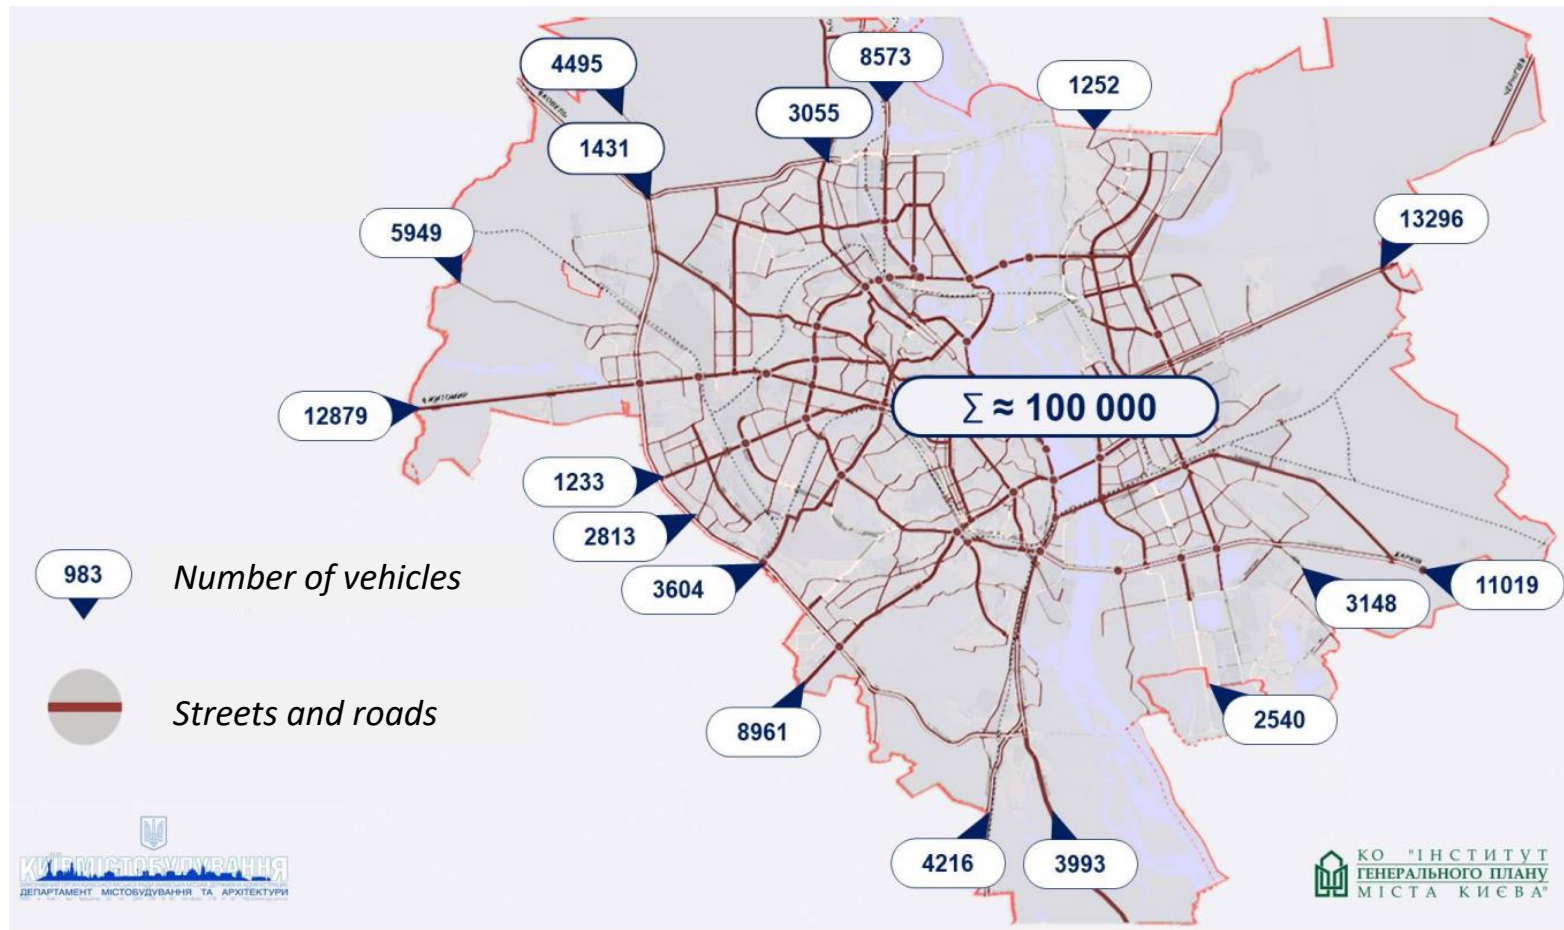 8573
4495
1252
3055
КОВЕЛЬ
ЧЕРНІГІВ
1431
13296
5949
ЖИТОМИР
12879
∑ ≈ 100 000
1233
2813
983
Number of vehicles
3604
11019
3148
Streets and roads
8961
2540
4216
3993
КИЇВМІСТОБУДУВАННЯ
ДЕПАРТАМЕНТ МІСТОБУДУВАННЯ ТА АРХІТЕКТУРИ
КО "ІНСТИТУТ
ГЕНЕРАЛЬНОГО ПЛАНУ
МІСТА КИЄВА"